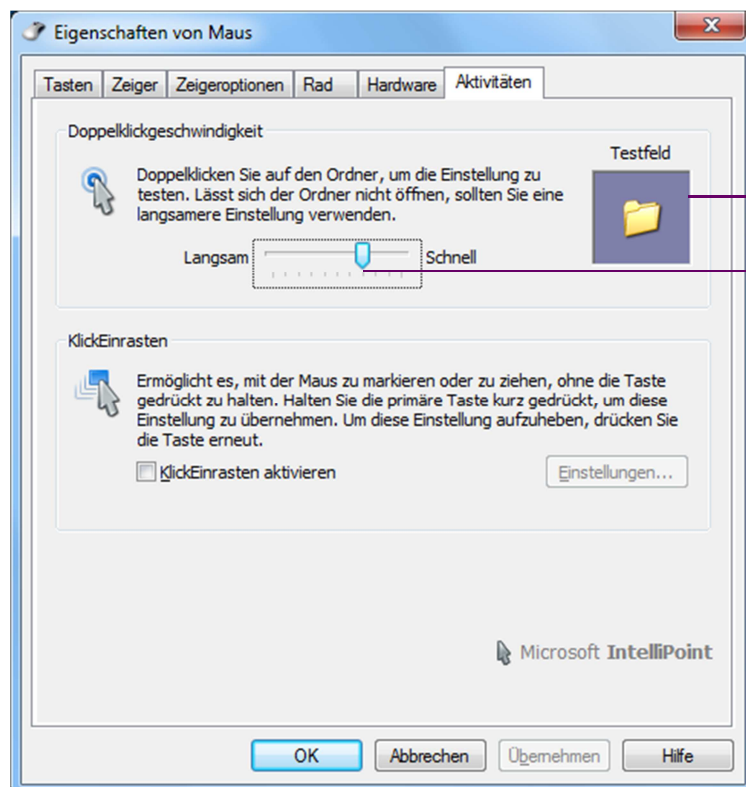 Eigenschaften von Maus
Tasten
Zeiger
Zeigeroptionen
Rad
Hardware
Aktivitäten
Doppelklickgeschwindigkeit
Testfeld
Doppelklicken Sie auf den Ordner, um die Einstellung zu
testen. Lässt sich der Ordner nicht öffnen, sollten Sie eine
langsamere Einstellung verwenden.
Langsam
Schnell
KlickEinrasten
Ermöglicht es, mit der Maus zu markieren oder zu ziehen, ohne die Taste
gedrückt zu halten. Halten Sie die primäre Taste kurz gedrückt, um diese
Einstellung zu übernehmen. Um diese Einstellung aufzuheben, drücken Sie
die Taste erneut.
KlickEinrasten aktivieren
Einstellungen...
Microsoft IntelliPoint
OK
Abbrechen
Übernehmen
Hilfe